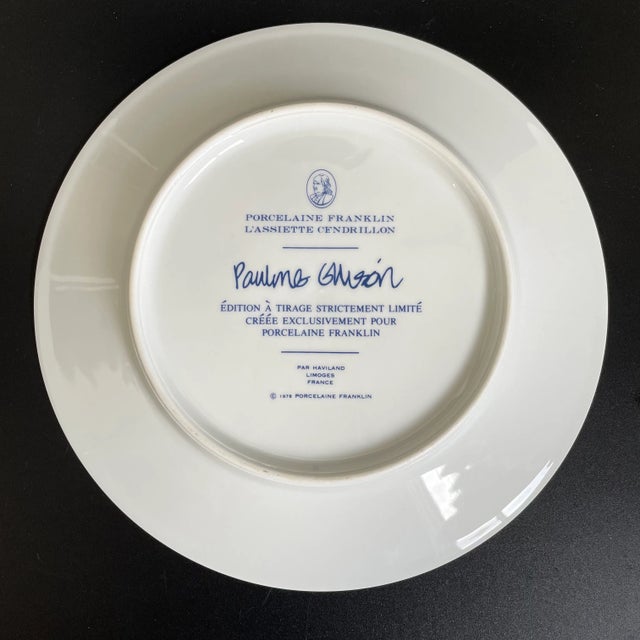 PORCELAINE FRANKLIN
L'ASSIETTE CENDRILLON
Pauline Ellison
ÉDITION À TIRAGE STRICTEMENT LIMITÉ
CRÉÉE EXCLUSIVEMENT POUR
PORCELAINE FRANKLIN
PAR HAVILAND
LIMOGES
FRANCE
© 1978 PORCELAINE FRANKLIN